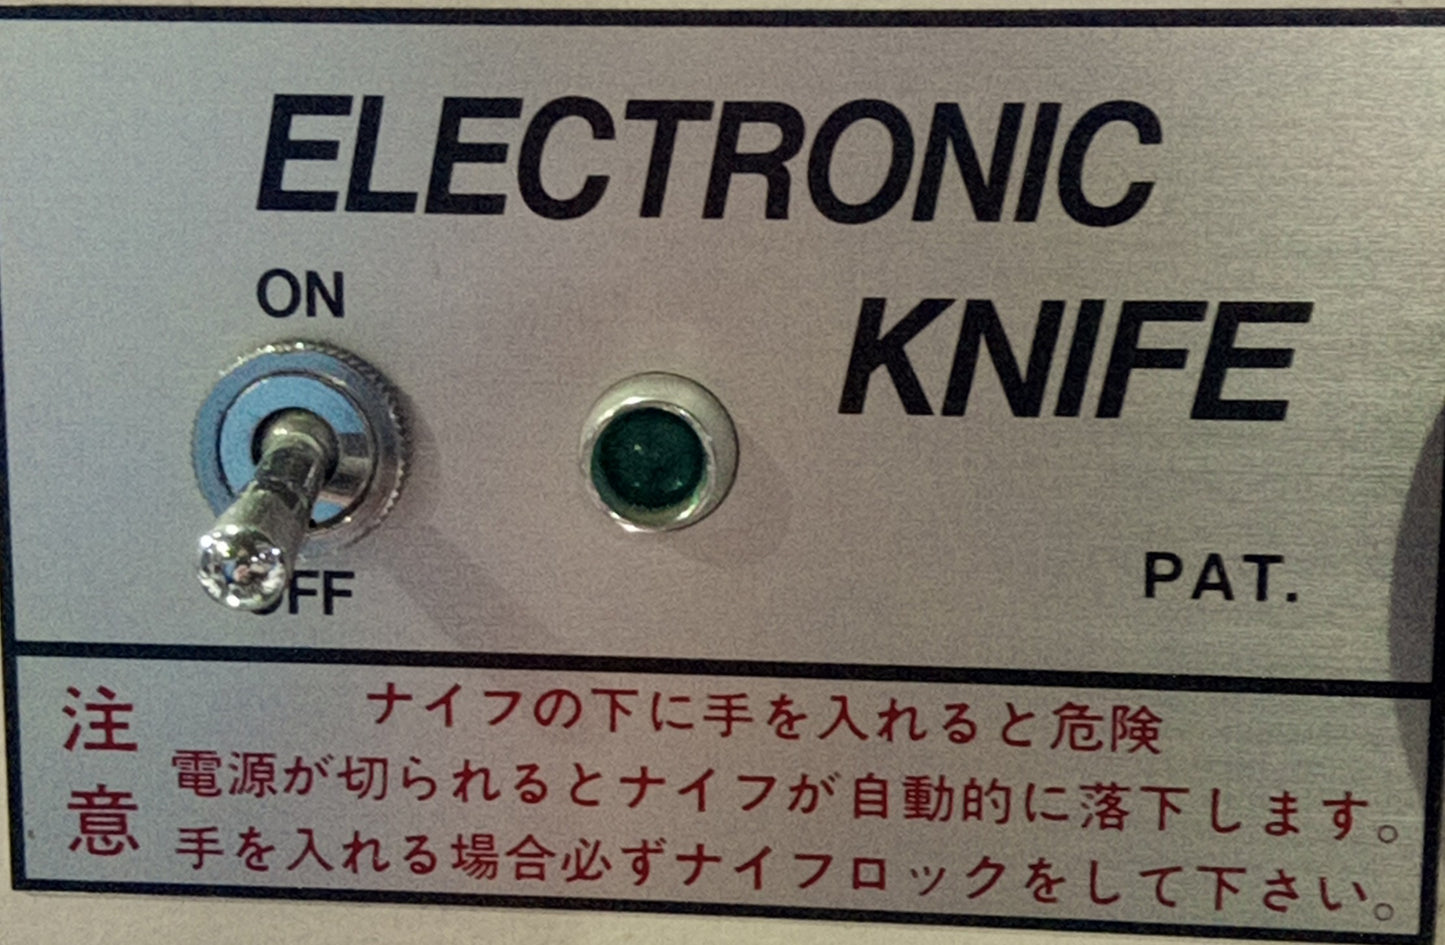 ELECTRONIC
KNIFE
ON
OFF
PAT.
注意
ナイフの下に手を入れると危険
電源が切られるとナイフが自動的に落下します。
手を入れる場合必ずナイフロックをして下さい。